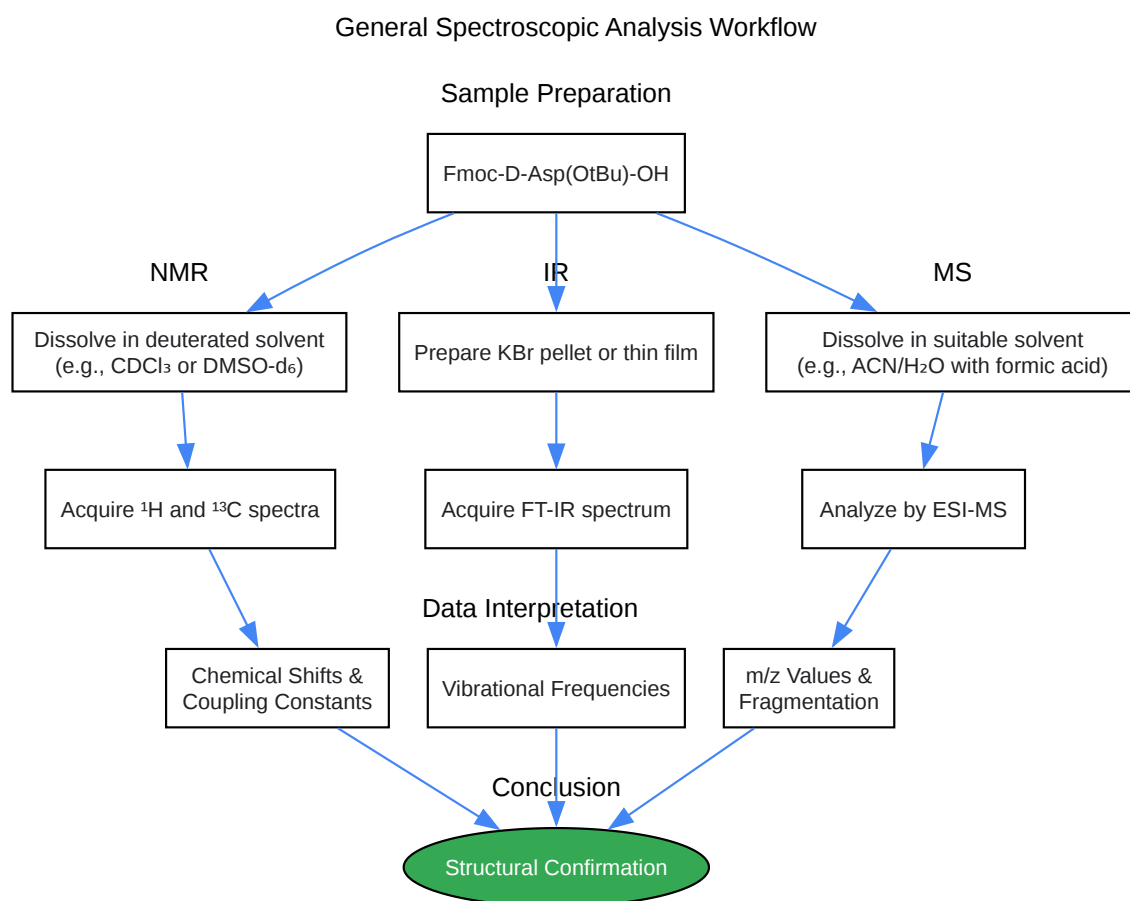 General Spectroscopic Analysis Workflow
Sample Preparation
Fmoc-D-Asp(OtBu)-OH
NMR
IR
MS
Dissolve in deuterated solvent
(e.g., CDCl₃ or DMSO-d₆)
Prepare KBr pellet or thin film
Dissolve in suitable solvent
(e.g., ACN/H₂O with formic acid)
Acquire ¹H and ¹³C spectra
Acquire FT-IR spectrum
Analyze by ESI-MS
Data Interpretation
Chemical Shifts &
Coupling Constants
Vibrational Frequencies
m/z Values &
Fragmentation
Conclusion
Structural Confirmation